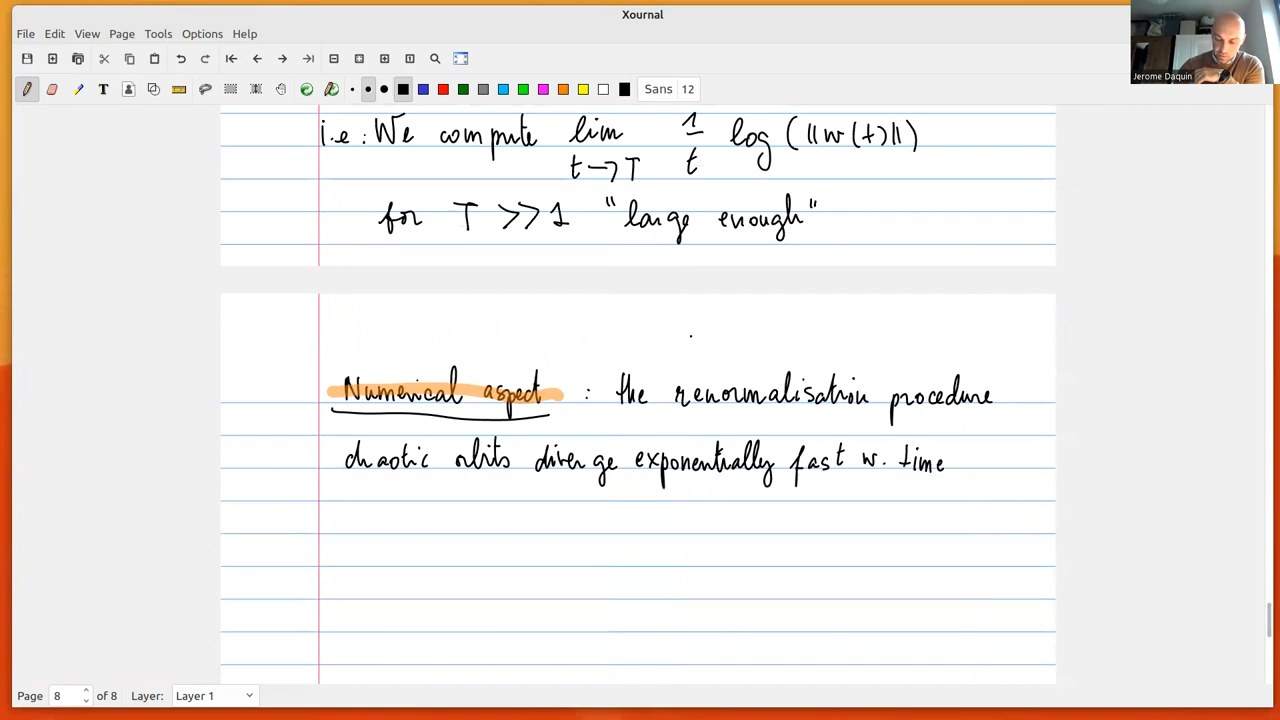 Xournal
File Edit View Page Tools Options Help
Jerome Daquin
Sans 12
i.e : We compute lim 1/t log (||w(t)||)
t→T
for T >> 1 "large enough"
Numerical aspect : the renormalisation procedure
chaotic orbits diverge exponentially fast w. time
Page 8 of 8 Layer: Layer 1